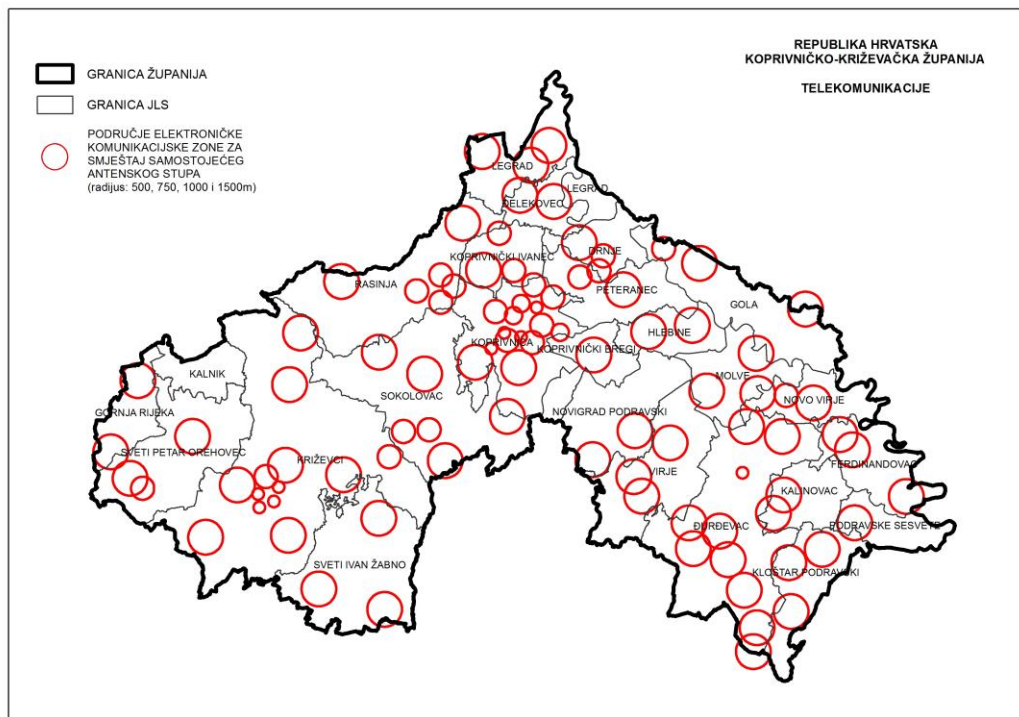 REPUBLIKA HRVATSKA
KOPRIVNIČKO-KRIŽEVAČKA ŽUPANIJA
TELEKOMUNIKACIJE
GRANICA ŽUPANIJA
GRANICA JLS
PODRUČJE ELEKTRONIČKE
KOMUNIKACIJSKE ZONE ZA
SMJEŠTAJ SAMOSTOJEĆEG
ANTENSKOG STUPA
(radijus: 500, 750, 1000 i 1500m)
LEGRAD
LEGRAD
ĐELEKOVEC
DRNJE
KOPRIVNIČKI IVANEC
RASINJA
PETERANEC
GOLA
HLEBINE
KOPRIVNICA
KOPRIVNIČKI BREGI
KALNIK
MOLVE
SOKOLOVAC
NOVO VIRJE
GORNJA RIJEKA
NOVIGRAD PODRAVSKI
SVETI PETAR OREHOVEC
KRIŽEVCI
FERDINANDOVAC
VIRJE
KALINOVAC
ĐURĐEVAC
PODRAVSKE SESVETE
SVETI IVAN ŽABNO
KLOŠTAR PODRAVSKI